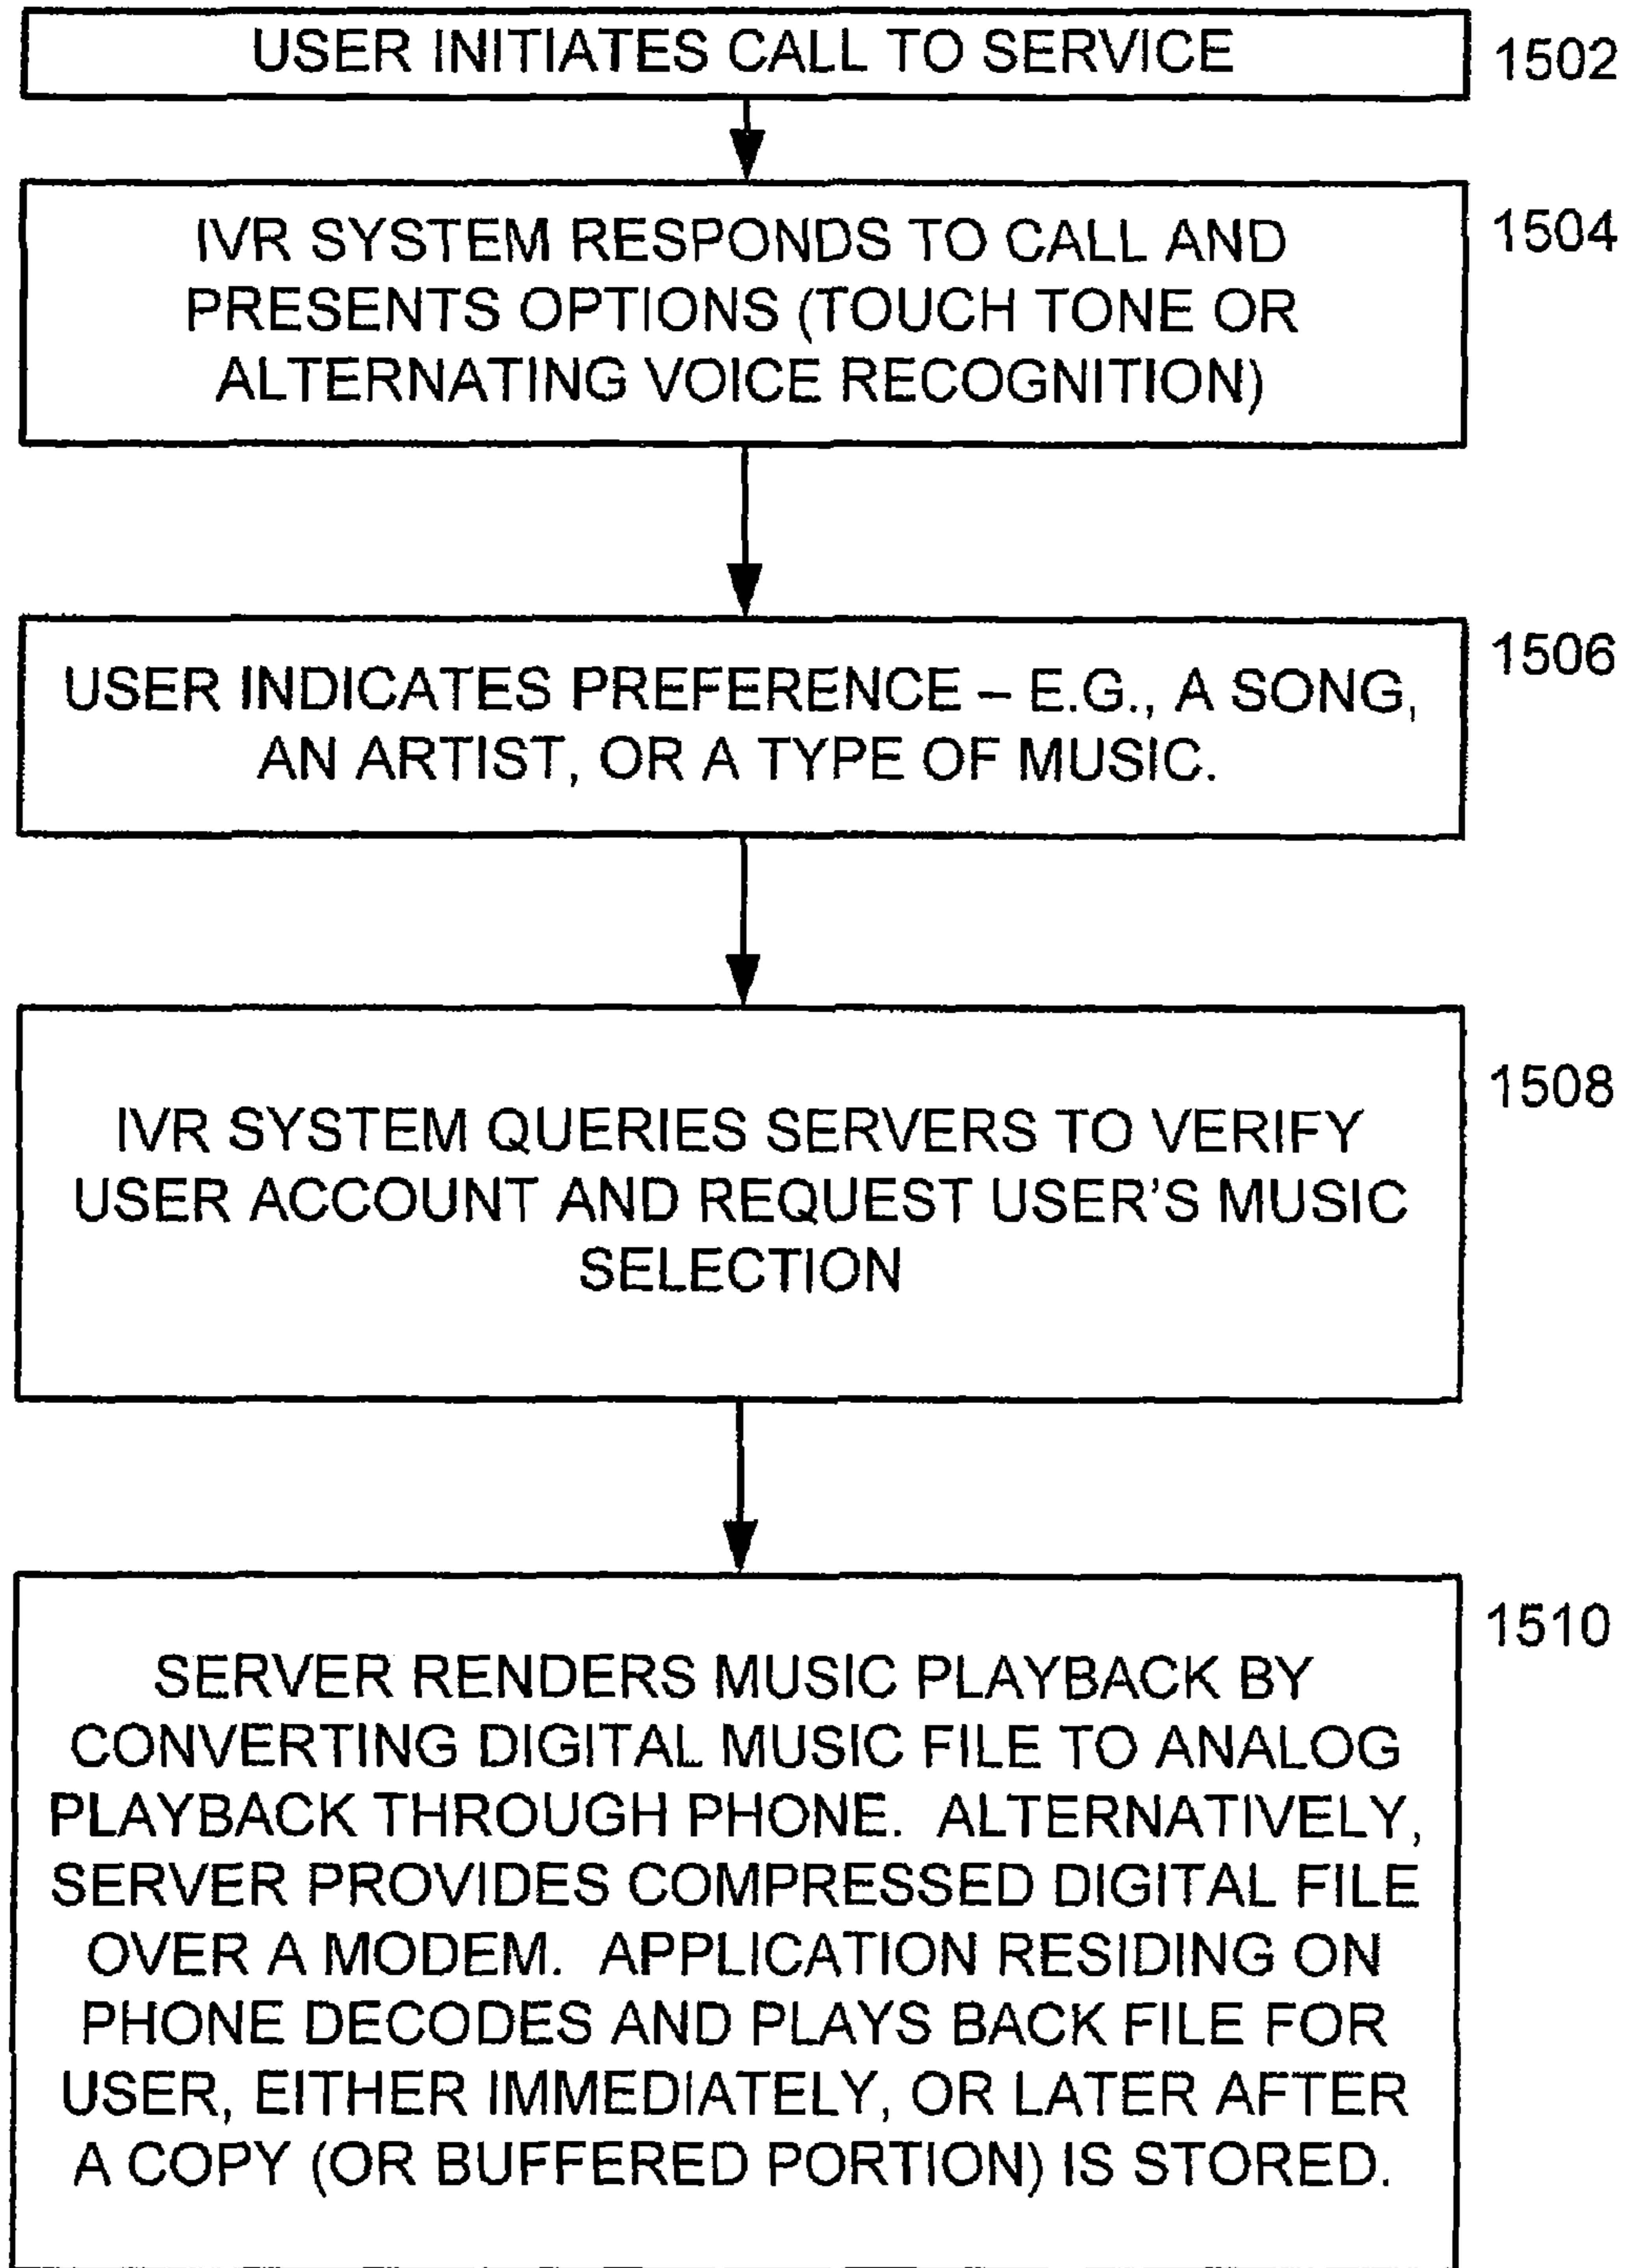 USER INITIATES CALL TO SERVICE
1502
IVR SYSTEM RESPONDS TO CALL AND
PRESENTS OPTIONS (TOUCH TONE OR
ALTERNATING VOICE RECOGNITION)
1504
USER INDICATES PREFERENCE – E.G., A SONG,
AN ARTIST, OR A TYPE OF MUSIC.
1506
IVR SYSTEM QUERIES SERVERS TO VERIFY
USER ACCOUNT AND REQUEST USER'S MUSIC
SELECTION
1508
SERVER RENDERS MUSIC PLAYBACK BY
CONVERTING DIGITAL MUSIC FILE TO ANALOG
PLAYBACK THROUGH PHONE. ALTERNATIVELY,
SERVER PROVIDES COMPRESSED DIGITAL FILE
OVER A MODEM. APPLICATION RESIDING ON
PHONE DECODES AND PLAYS BACK FILE FOR
USER, EITHER IMMEDIATELY, OR LATER AFTER
A COPY (OR BUFFERED PORTION) IS STORED.
1510